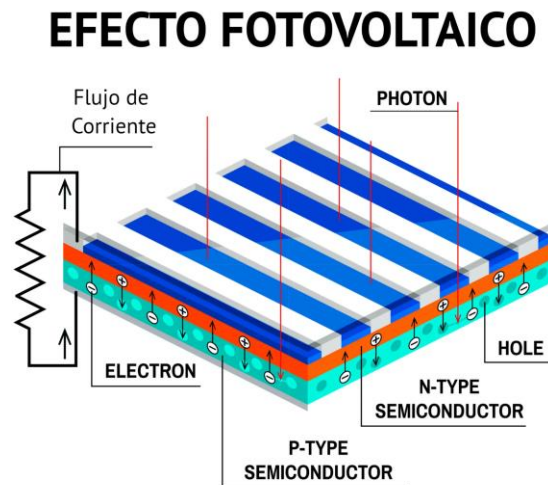 EFECTO FOTOVOLTAICO
Flujo de
Corriente
PHOTON
HOLE
ELECTRON
N-TYPE
SEMICONDUCTOR
P-TYPE
SEMICONDUCTOR